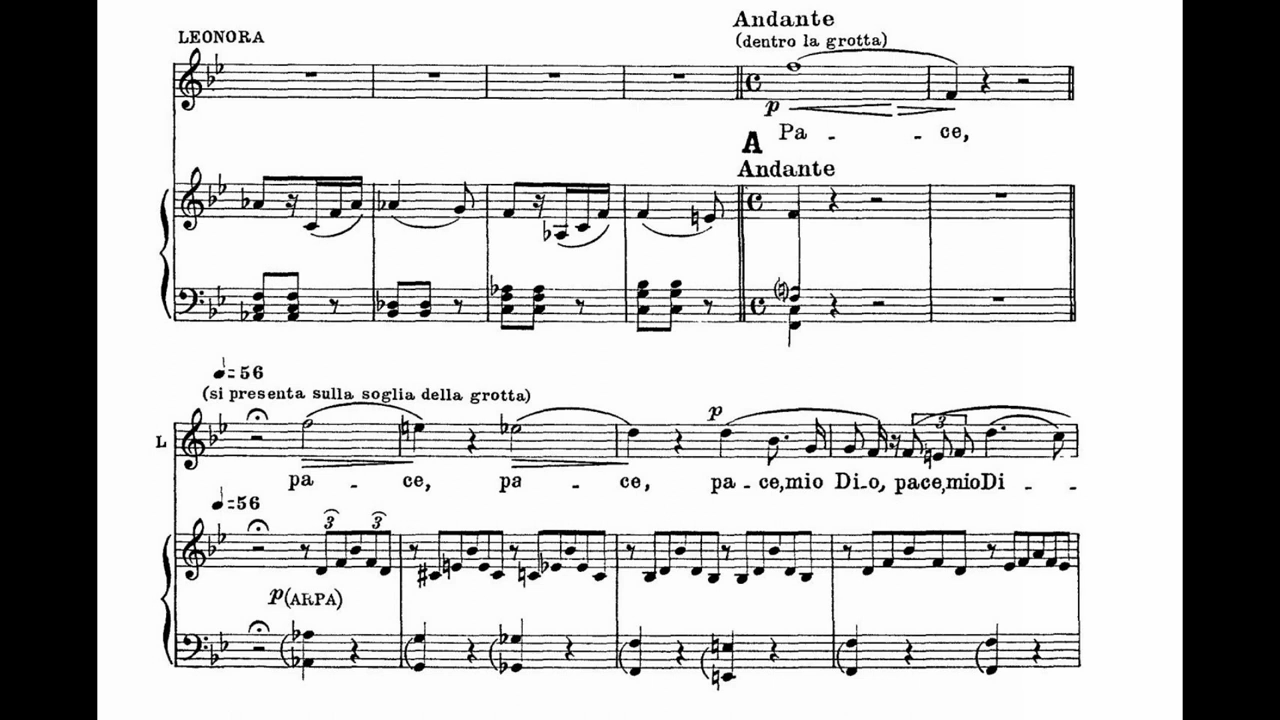 LEONORA
Andante
(dentro la grotta)
p
Pa - - ce,
A
Andante
♩=56
(si presenta sulla soglia della grotta)
p
3
L
pa - ce, pa - ce, pa - ce, mio Di - o, pace, mio Di - -
♩=56
3 3
p (ARPA)